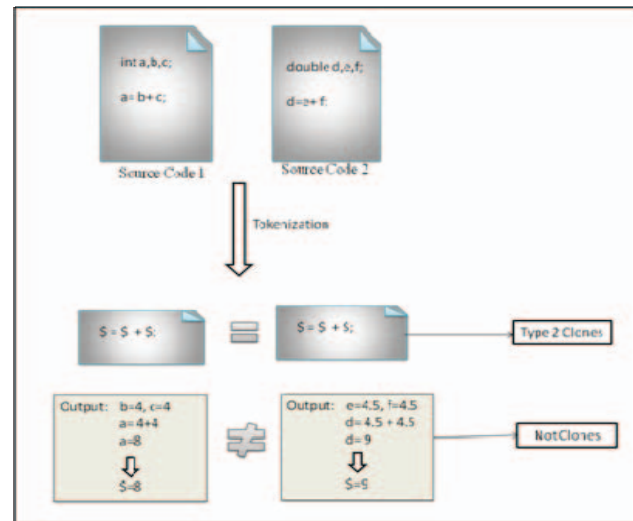 int a,b,c;
a= b+ c;
Source Code 1
double d,e,f;
d=e+ f;
Source Code 2
Tokenization
$ = $ + $;
=
$ = $ + $;
Type 2 Clones
Output: b=4, c=4
a=4+4
a=8
$=8
≠
Output: e=4.5, f=4.5
d= 4.5 + 4.5
d= 9
$=9
NotClones